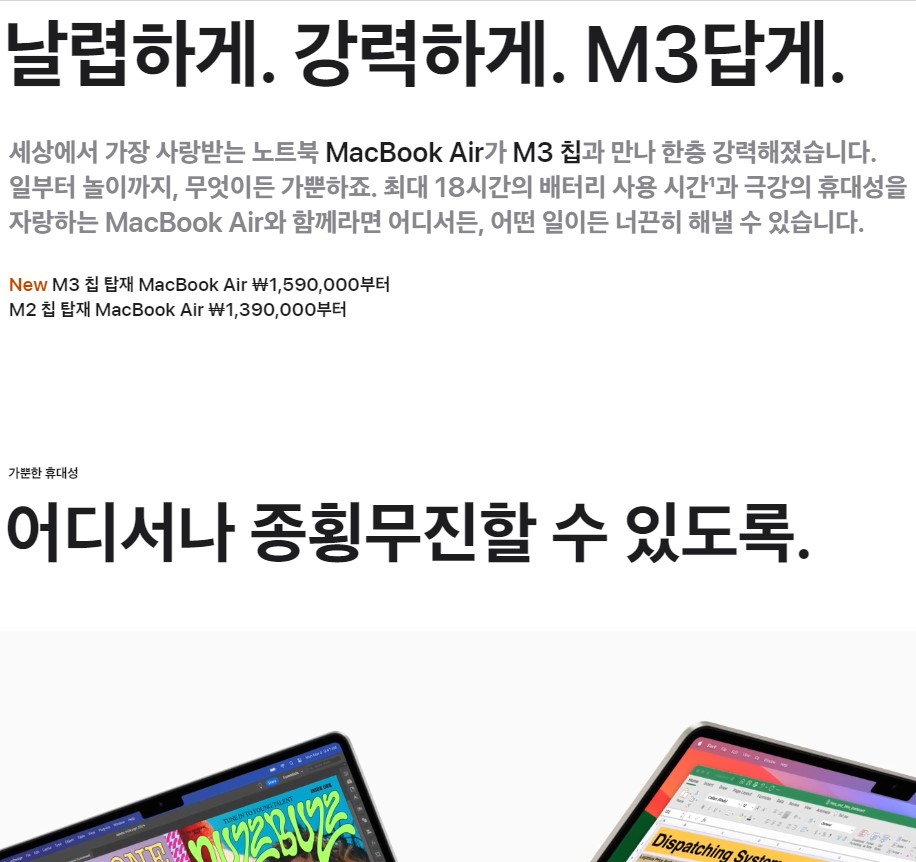 날렵하게. 강력하게. M3답게.
세상에서 가장 사랑받는 노트북 MacBook Air가 M3 칩과 만나 한층 강력해졌습니다.
일부터 놀이까지, 무엇이든 가뿐하죠. 최대 18시간의 배터리 사용 시간¹과 극강의 휴대성을
자랑하는 MacBook Air와 함께라면 어디서든, 어떤 일이든 너끈히 해낼 수 있습니다.
New M3 칩 탑재 MacBook Air ₩1,590,000부터
M2 칩 탑재 MacBook Air ₩1,390,000부터
가뿐한 휴대성
어디서나 종횡무진할 수 있도록.
TUNE IN TO YOUNG TALENT
Dispatching System